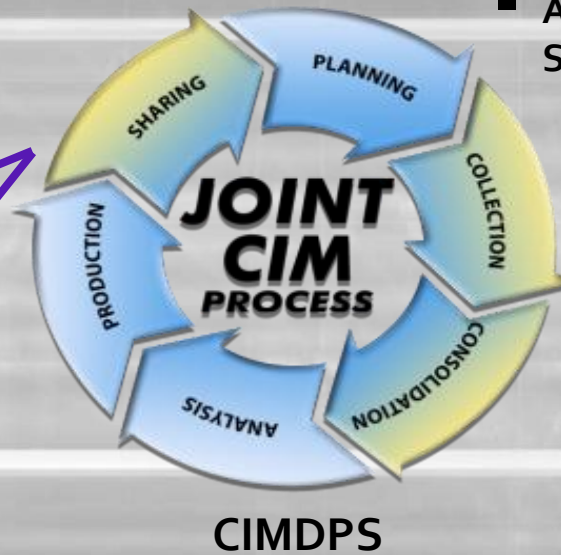 A
S
PLANNING
COLLECTION
CONSOLIDATION
ANALYSIS
PRODUCTION
SHARING
JOINT
CIM
PROCESS
CIMDPS